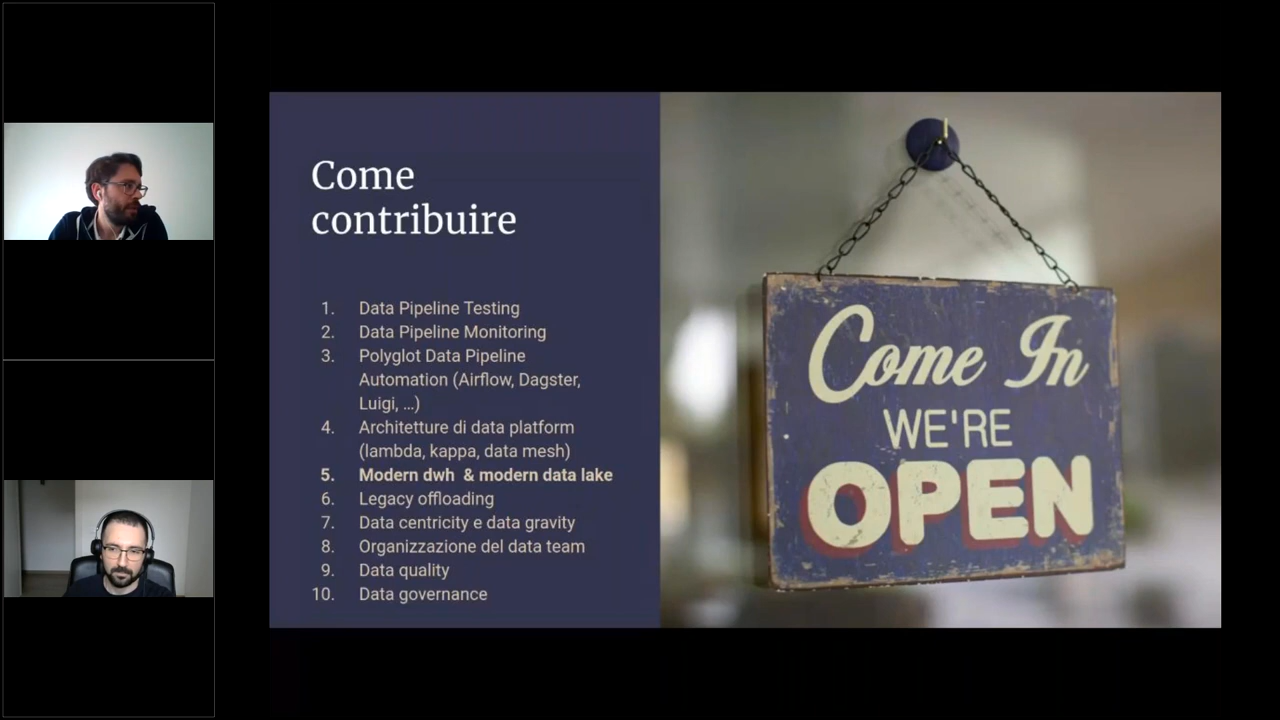 Come
contribuire
1. Data Pipeline Testing
2. Data Pipeline Monitoring
3. Polyglot Data Pipeline
Automation (Airflow, Dagster,
Luigi, ...)
4. Architetture di data platform
(lambda, kappa, data mesh)
5. Modern dwh & modern data lake
6. Legacy offloading
7. Data centricity e data gravity
8. Organizzazione del data team
9. Data quality
10. Data governance
Come In
WE'RE
OPEN